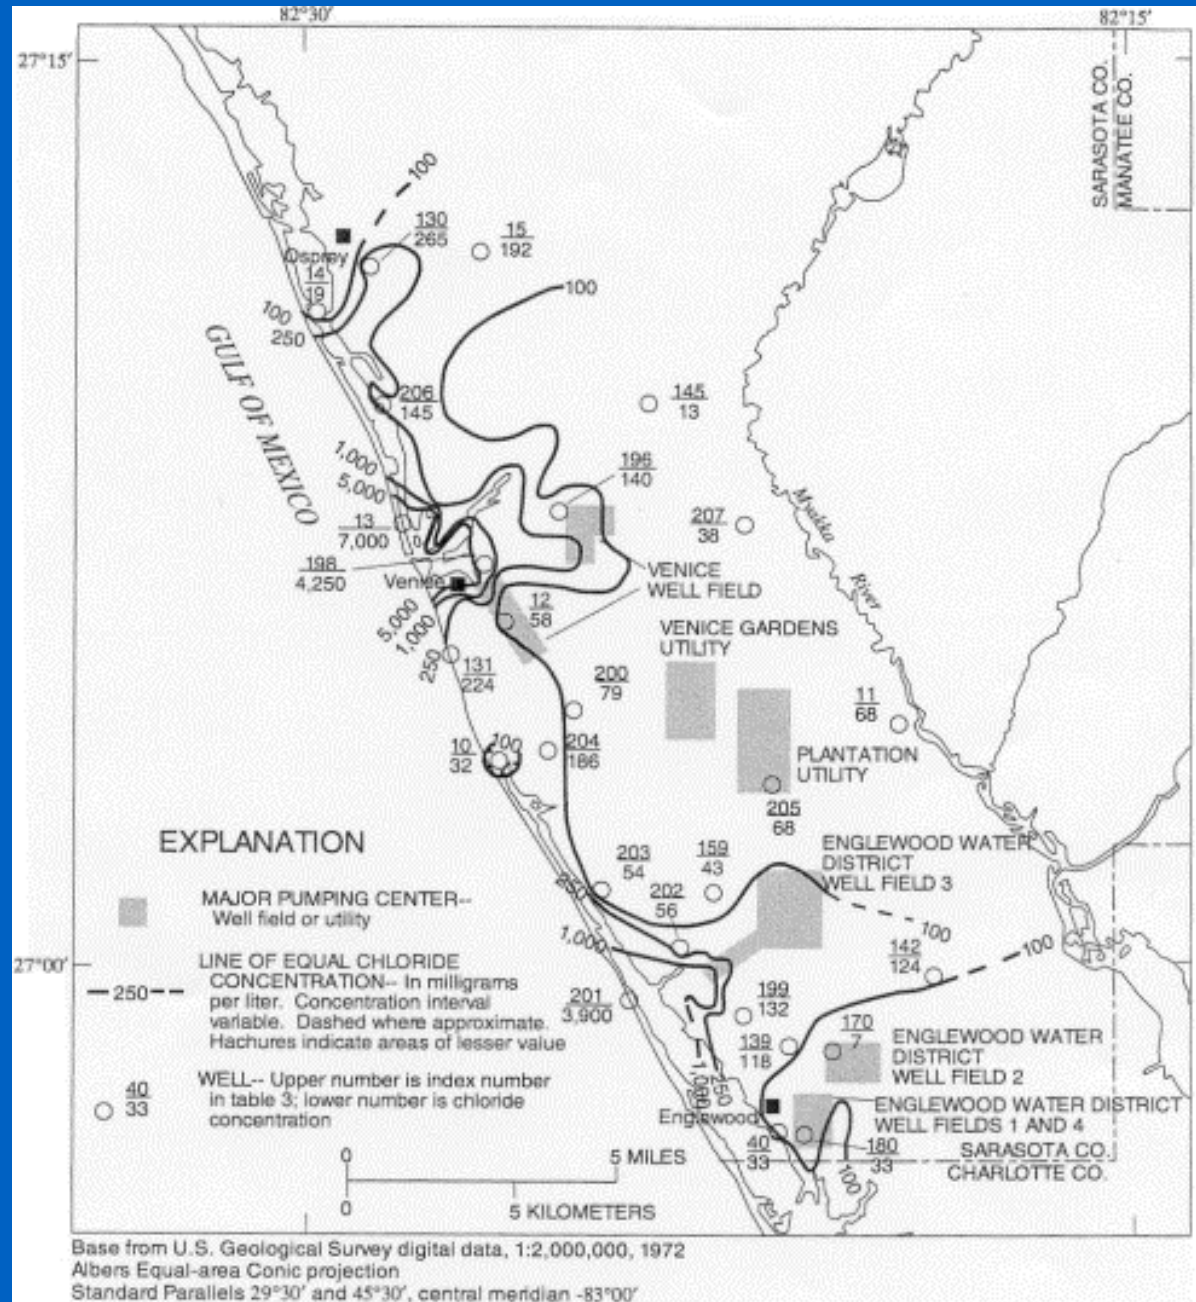 82°30′
82°15′
27°15′
SARASOTA CO.
MANATEE CO.
100
130
265
15
192
Osprey
14
19
100
100
250
GULF OF MEXICO
206
145
145
13
1,000
196
140
5,000
13
7,000
207
38
Myakka
River
198
4,250
Venice
VENICE
WELL FIELD
12
58
5,000
1,000
250
VENICE GARDENS
UTILITY
131
224
200
79
11
68
10
32
100
204
186
PLANTATION
UTILITY
205
68
EXPLANATION
ENGLEWOOD WATER
DISTRICT
WELL FIELD 3
203
54
159
43
250
202
56
MAJOR PUMPING CENTER--
Well field or utility
1,000
100
100
27°00′
142
124
250
LINE OF EQUAL CHLORIDE
CONCENTRATION-- In milligrams
per liter. Concentration interval
variable. Dashed where approximate.
Hachures indicate areas of lesser value
201
3,900
199
132
139
118
170
7
ENGLEWOOD WATER
DISTRICT
WELL FIELD 2
1,000
250
40
33
WELL-- Upper number is index number
in table 3; lower number is chloride
concentration
Englewood
ENGLEWOOD WATER DISTRICT
WELL FIELDS 1 AND 4
40
33
180
33
100
SARASOTA CO.
CHARLOTTE CO.
0
5 MILES
0
5 KILOMETERS
Base from U.S. Geological Survey digital data, 1:2,000,000, 1972
Albers Equal-area Conic projection
Standard Parallels 29°30′ and 45°30′, central meridian -83°00′